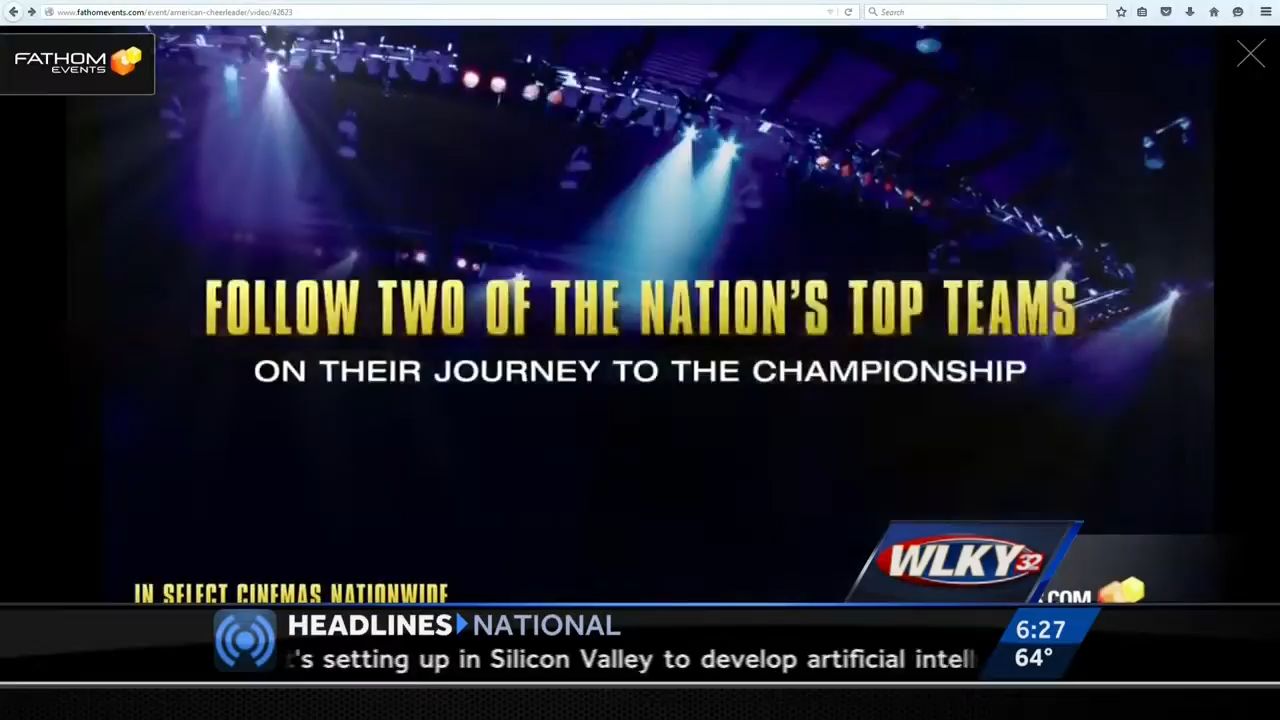 www.fathomevents.com/event/american-cheerleader/video/42623
Search
FATHOM
EVENTS
FOLLOW TWO OF THE NATION'S TOP TEAMS
ON THEIR JOURNEY TO THE CHAMPIONSHIP
IN SELECT CINEMAS NATIONWIDE
WLKY 32
.COM
HEADLINES NATIONAL
6:27
't's setting up in Silicon Valley to develop artificial intell
64°